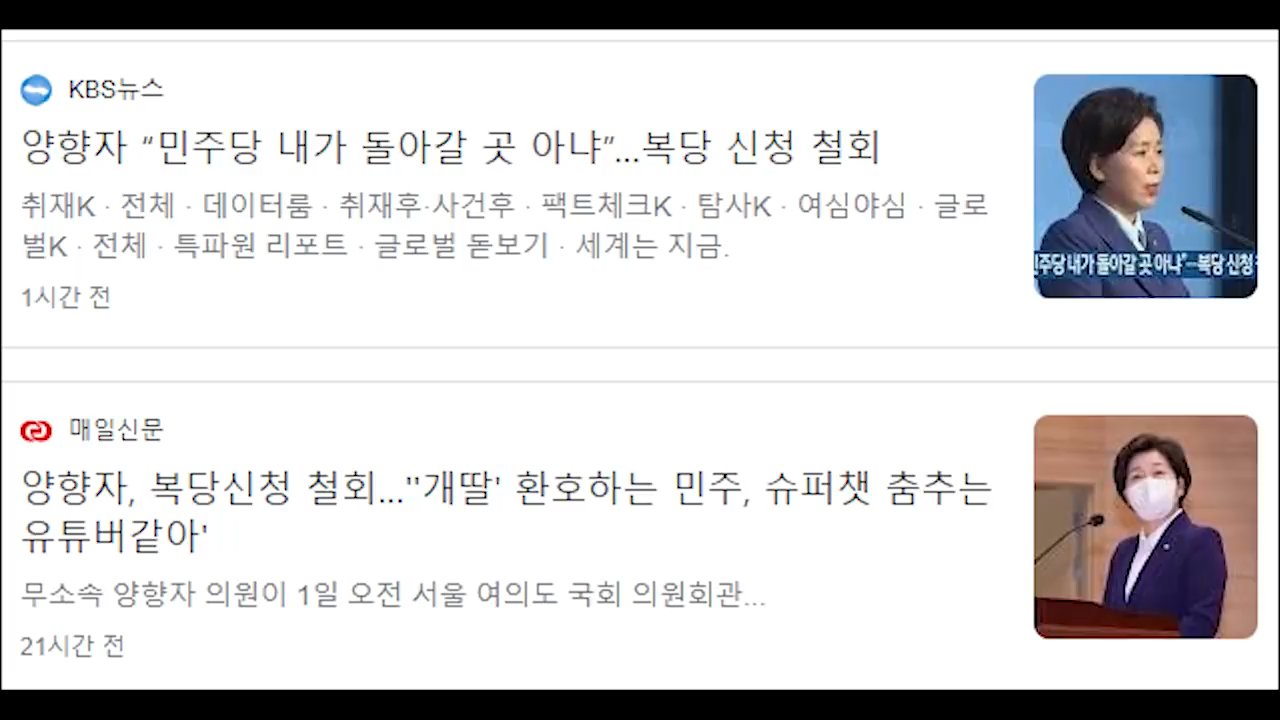 KBS뉴스
양향자 “민주당 내가 돌아갈 곳 아냐”...복당 신청 철회
취재K · 전체 · 데이터룸 · 취재후·사건후 · 팩트체크K · 탐사K · 여심야심 · 글로
벌K · 전체 · 특파원 리포트 · 글로벌 돋보기 · 세계는 지금.
1시간 전
민주당 내가 돌아갈 곳 아냐"…복당 신청
매일신문
양향자, 복당신청 철회...''개딸' 환호하는 민주, 슈퍼챗 춤추는
유튜버같아'
무소속 양향자 의원이 1일 오전 서울 여의도 국회 의원회관...
21시간 전